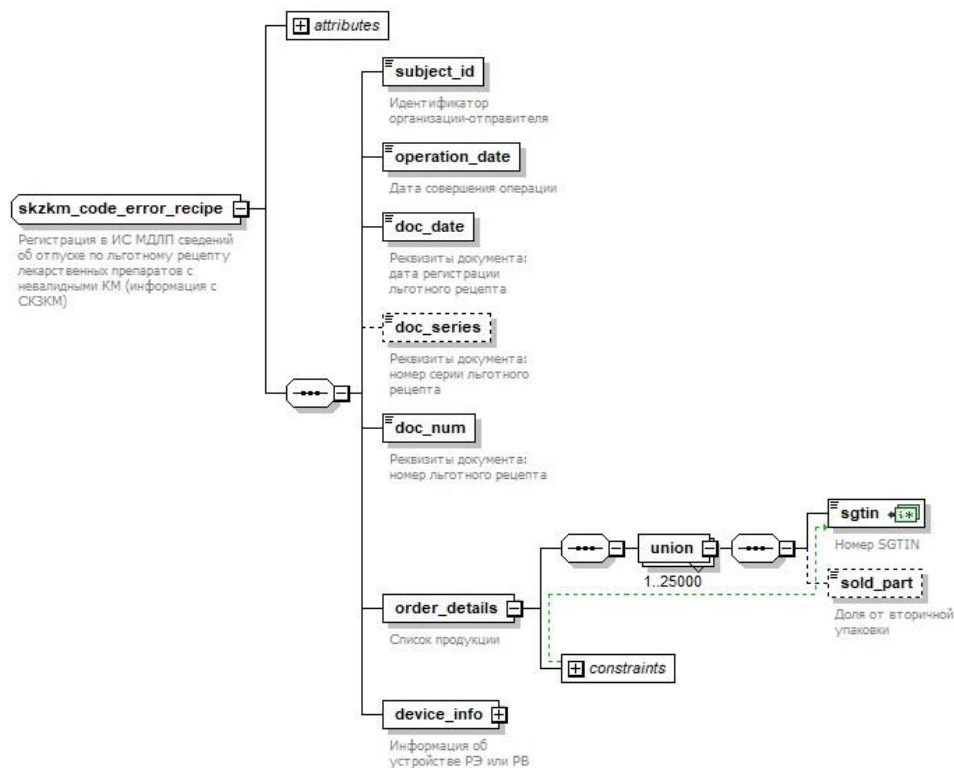 attributes
subject_id
Идентификатор
организации-отправителя
operation_date
Дата совершения операции
skzkm_code_error_recipe
Регистрация в ИС МДЛП сведений
об отпуске по льготному рецепту
лекарственных препаратов с
невалидными КМ (информация с
СКЗКМ)
doc_date
Реквизиты документа:
дата регистрации
льготного рецепта
doc_series
Реквизиты документа:
номер серии льготного
рецепта
doc_num
Реквизиты документа:
номер льготного рецепта
order_details
Список продукции
union
1..25000
sgtin
Номер SGTIN
sold_part
Доля от вторичной
упаковки
constraints
device_info
Информация об
устройстве РЭ или РВ